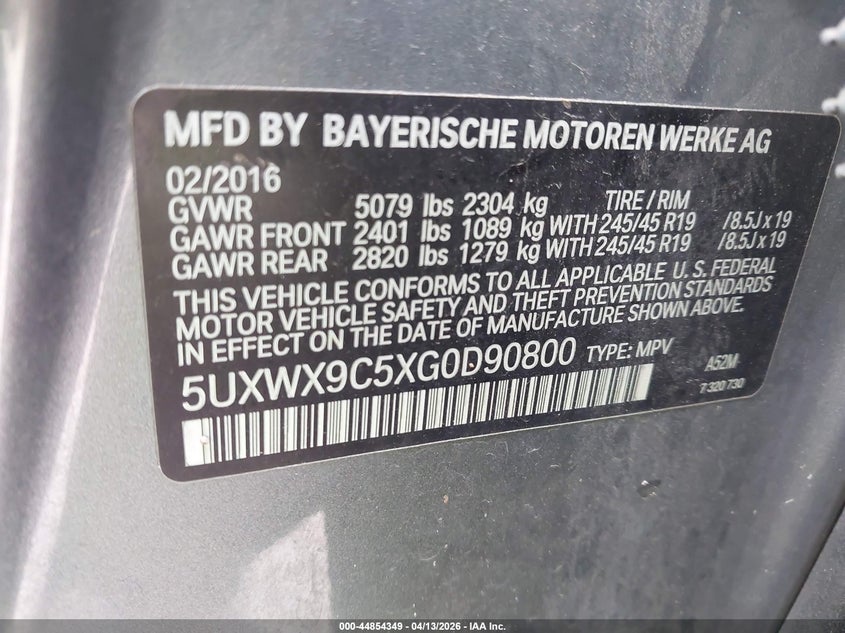 MFD BY BAYERISCHE MOTOREN WERKE AG
02/2016 TIRE / RIM
GVWR 5079 lbs 2304 kg
GAWR FRONT 2401 lbs 1089 kg WITH 245/45 R19 /8.5J x 19
GAWR REAR 2820 lbs 1279 kg WITH 245/45 R19 /8.5J x 19
THIS VEHICLE CONFORMS TO ALL APPLICABLE U. S. FEDERAL
MOTOR VEHICLE SAFETY AND THEFT PREVENTION STANDARDS
IN EFFECT ON THE DATE OF MANUFACTURE SHOWN ABOVE.
5UXWX9C5XG0D90800 TYPE: MPV A52M
7 320 730
000-44854349 - 04/13/2026 - IAA Inc.